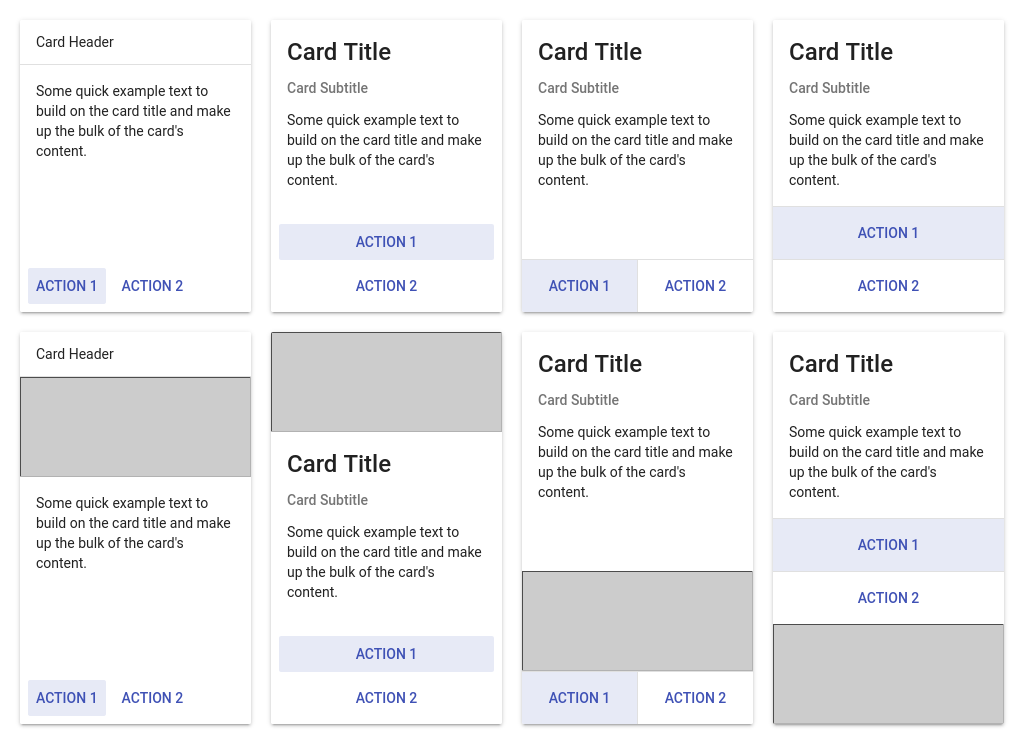 Card Header
Some quick example text to
build on the card title and make
up the bulk of the card's
content.
ACTION 1 ACTION 2
Card Title
Card Subtitle
Some quick example text to
build on the card title and make
up the bulk of the card's
content.
ACTION 1
ACTION 2
Card Title
Card Subtitle
Some quick example text to
build on the card title and make
up the bulk of the card's
content.
ACTION 1 ACTION 2
Card Title
Card Subtitle
Some quick example text to
build on the card title and make
up the bulk of the card's
content.
ACTION 1
ACTION 2
Card Header
Some quick example text to
build on the card title and make
up the bulk of the card's
content.
ACTION 1 ACTION 2
Card Title
Card Subtitle
Some quick example text to
build on the card title and make
up the bulk of the card's
content.
ACTION 1
ACTION 2
Card Title
Card Subtitle
Some quick example text to
build on the card title and make
up the bulk of the card's
content.
ACTION 1 ACTION 2
Card Title
Card Subtitle
Some quick example text to
build on the card title and make
up the bulk of the card's
content.
ACTION 1
ACTION 2